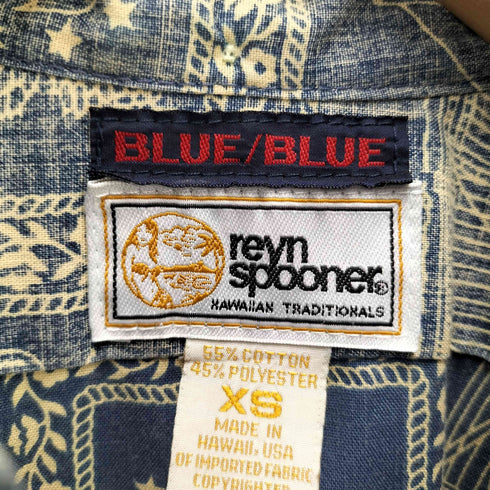 BLUE/BLUE
reyn
spooner®
HAWAIIAN TRADITIONALS
55% COTTON
45% POLYESTER
XS
MADE IN
HAWAII, USA
OF IMPORTED FABRIC
COPYRIGHTED